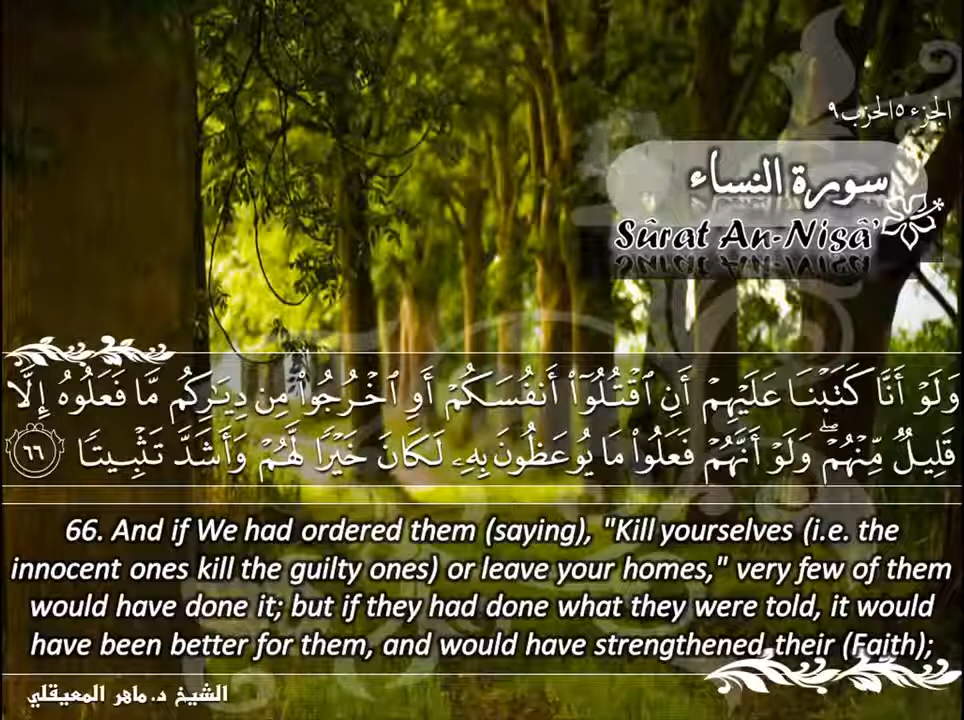 الجزء ٥ الحزب ٩
سورة النساء
Sûrat An-Nisâ'
وَلَوۡ أَنَّا كَتَبۡنَا عَلَيۡهِمۡ أَنِ ٱقۡتُلُوٓاْ أَنفُسَكُمۡ أَوِ ٱخۡرُجُواْ مِن دِيَٰرِكُم مَّا فَعَلُوهُ إِلَّا
قَلِيلٌ مِّنۡهُمۡۖ وَلَوۡ أَنَّهُمۡ فَعَلُواْ مَا يُوعَظُونَ بِهِۦ لَكَانَ خَيۡرًا لَّهُمۡ وَأَشَدَّ تَثۡبِيتًا ٦٦
66. And if We had ordered them (saying), "Kill yourselves (i.e. the
innocent ones kill the guilty ones) or leave your homes," very few of them
would have done it; but if they had done what they were told, it would
have been better for them, and would have strengthened their (Faith);
الشيخ د. ماهر المعيقلي